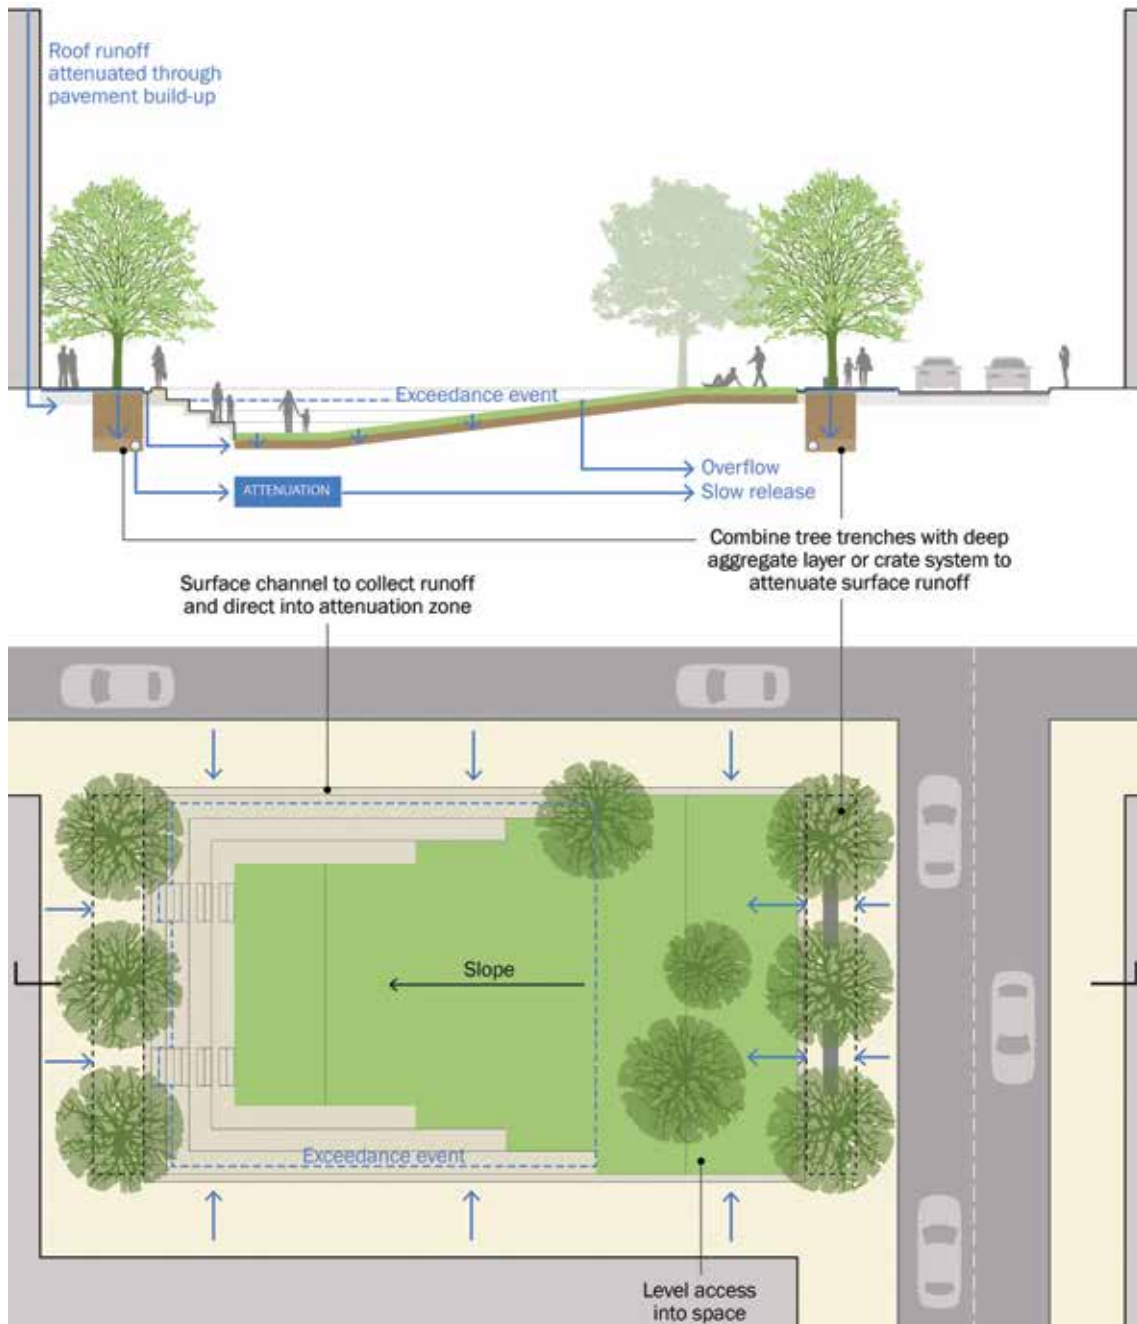 Roof runoff
attenuated through
pavement build-up
Exceedance event
Overflow
ATTENUATION
Slow release
Combine tree trenches with deep
aggregate layer or crate system to
attenuate surface runoff
Surface channel to collect runoff
and direct into attenuation zone
Slope
Exceedance event
Level access
into space